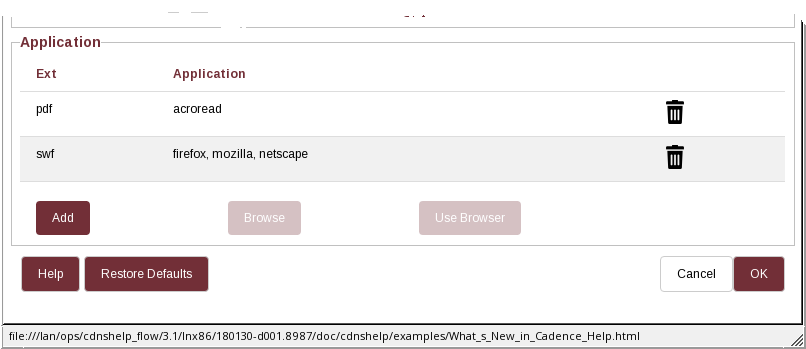 Application
Ext Application
pdf acroread
swf firefox, mozilla, netscape
Add Browse Use Browser
Help Restore Defaults Cancel OK
file:///lan/ops/cdnshelp_flow/3.1/lnx86/180130-d001.8987/doc/cdnshelp/examples/What_s_New_in_Cadence_Help.html